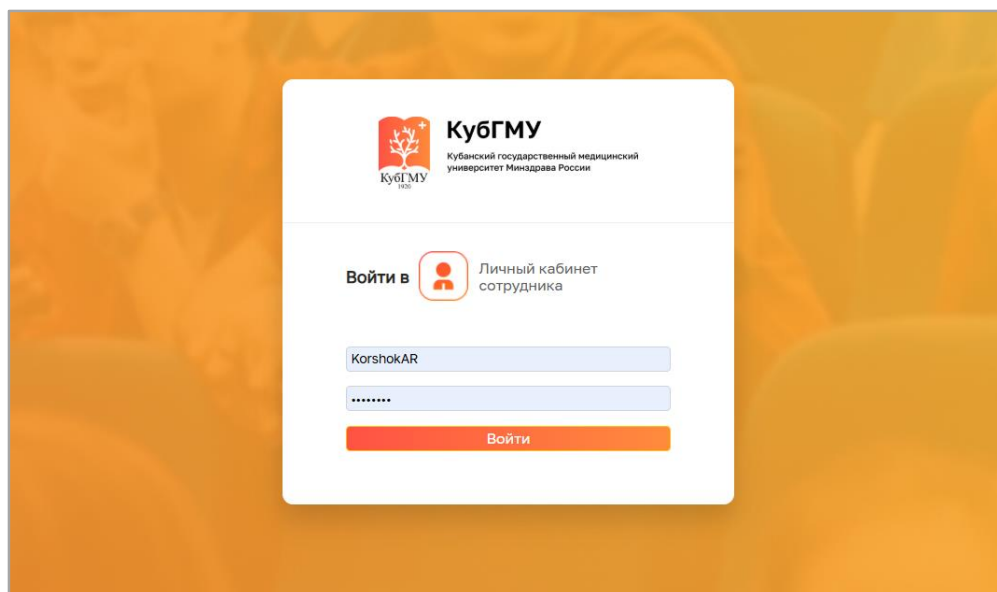 КубГМУ
Кубанский государственный медицинский
университет Минздрава России
КубГМУ
1920
Войти в
Личный кабинет
сотрудника
KorshokAR
••••••••
Войти